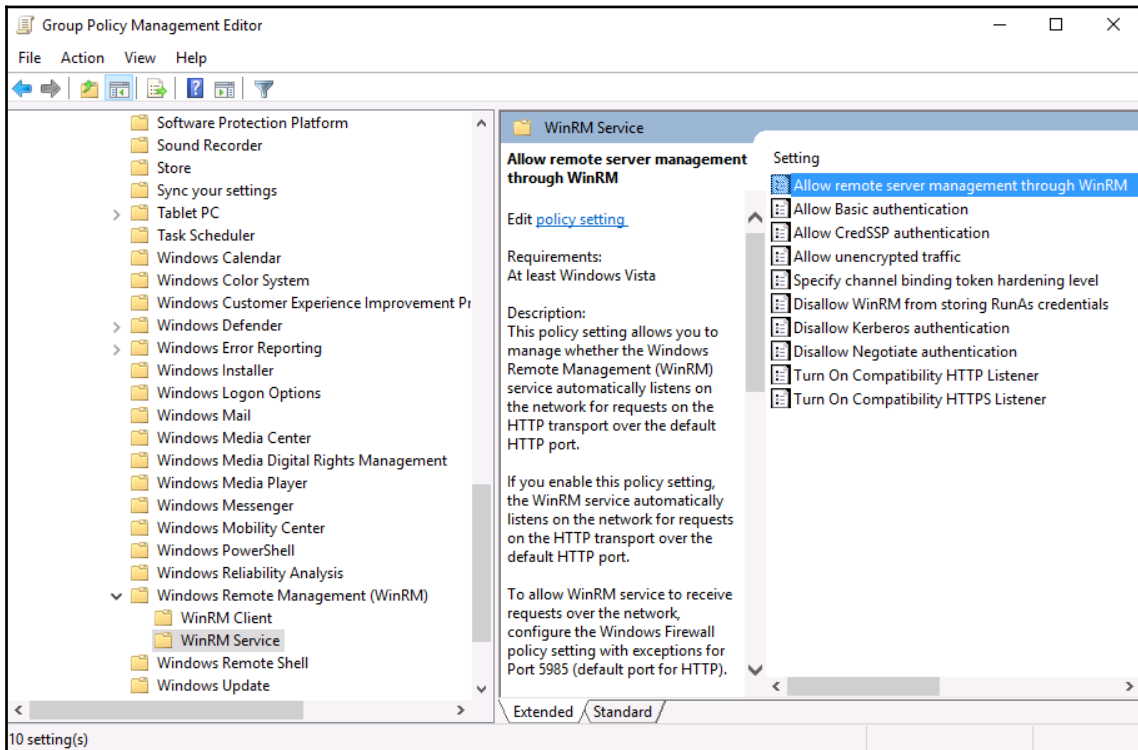 Group Policy Management Editor
File Action View Help
Software Protection Platform
Sound Recorder
Store
Sync your settings
Tablet PC
Task Scheduler
Windows Calendar
Windows Color System
Windows Customer Experience Improvement Pr
Windows Defender
Windows Error Reporting
Windows Installer
Windows Logon Options
Windows Mail
Windows Media Center
Windows Media Digital Rights Management
Windows Media Player
Windows Messenger
Windows Mobility Center
Windows PowerShell
Windows Reliability Analysis
Windows Remote Management (WinRM)
WinRM Client
WinRM Service
Windows Remote Shell
Windows Update
WinRM Service
Allow remote server management
through WinRM
Edit policy setting
Requirements:
At least Windows Vista
Description:
This policy setting allows you to
manage whether the Windows
Remote Management (WinRM)
service automatically listens on
the network for requests on the
HTTP transport over the default
HTTP port.
If you enable this policy setting,
the WinRM service automatically
listens on the network for requests
on the HTTP transport over the
default HTTP port.
To allow WinRM service to receive
requests over the network,
configure the Windows Firewall
policy setting with exceptions for
Port 5985 (default port for HTTP).
Setting
Allow remote server management through WinRM
Allow Basic authentication
Allow CredSSP authentication
Allow unencrypted traffic
Specify channel binding token hardening level
Disallow WinRM from storing RunAs credentials
Disallow Kerberos authentication
Disallow Negotiate authentication
Turn On Compatibility HTTP Listener
Turn On Compatibility HTTPS Listener
Extended Standard
10 setting(s)